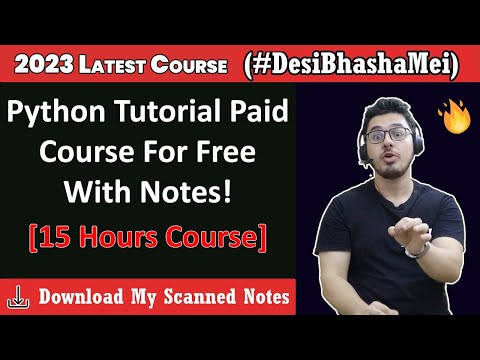 2023 Latest Course (#DesiBhashaMei)
Python Tutorial Paid
Course For Free
With Notes!
[15 Hours Course]
Download My Scanned Notes